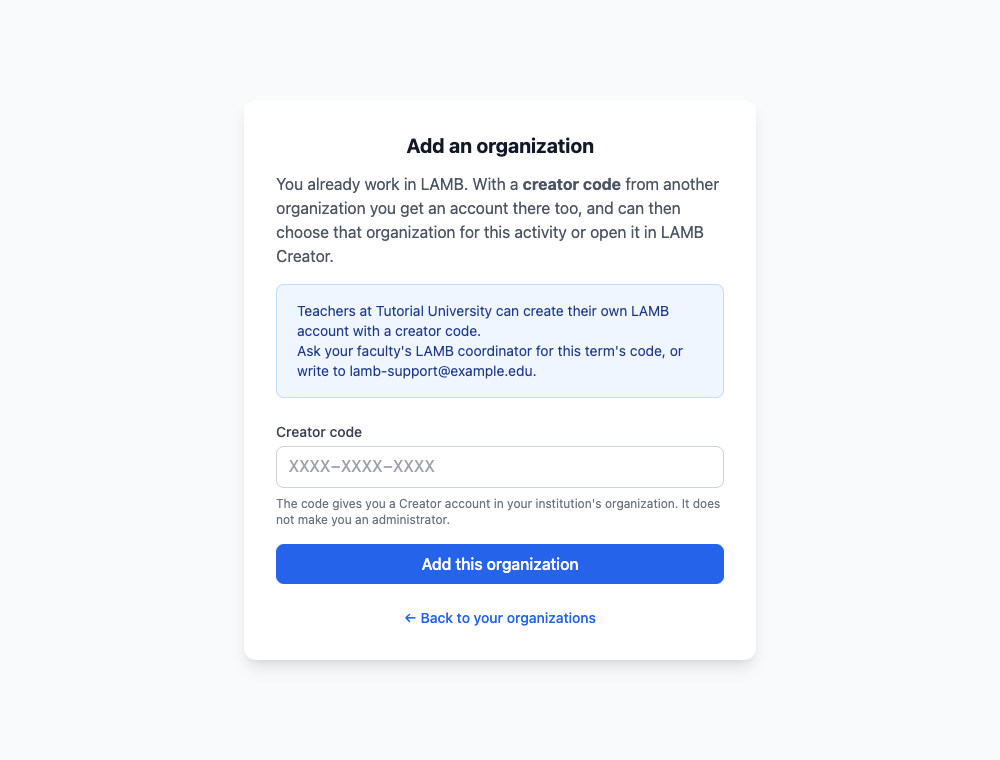 Add an organization
You already work in LAMB. With a creator code from another
organization you get an account there too, and can then
choose that organization for this activity or open it in LAMB
Creator.
Teachers at Tutorial University can create their own LAMB
account with a creator code.
Ask your faculty's LAMB coordinator for this term's code, or
write to lamb-support@example.edu.
Creator code
XXXX–XXXX–XXXX
The code gives you a Creator account in your institution's organization. It does
not make you an administrator.
Add this organization
← Back to your organizations